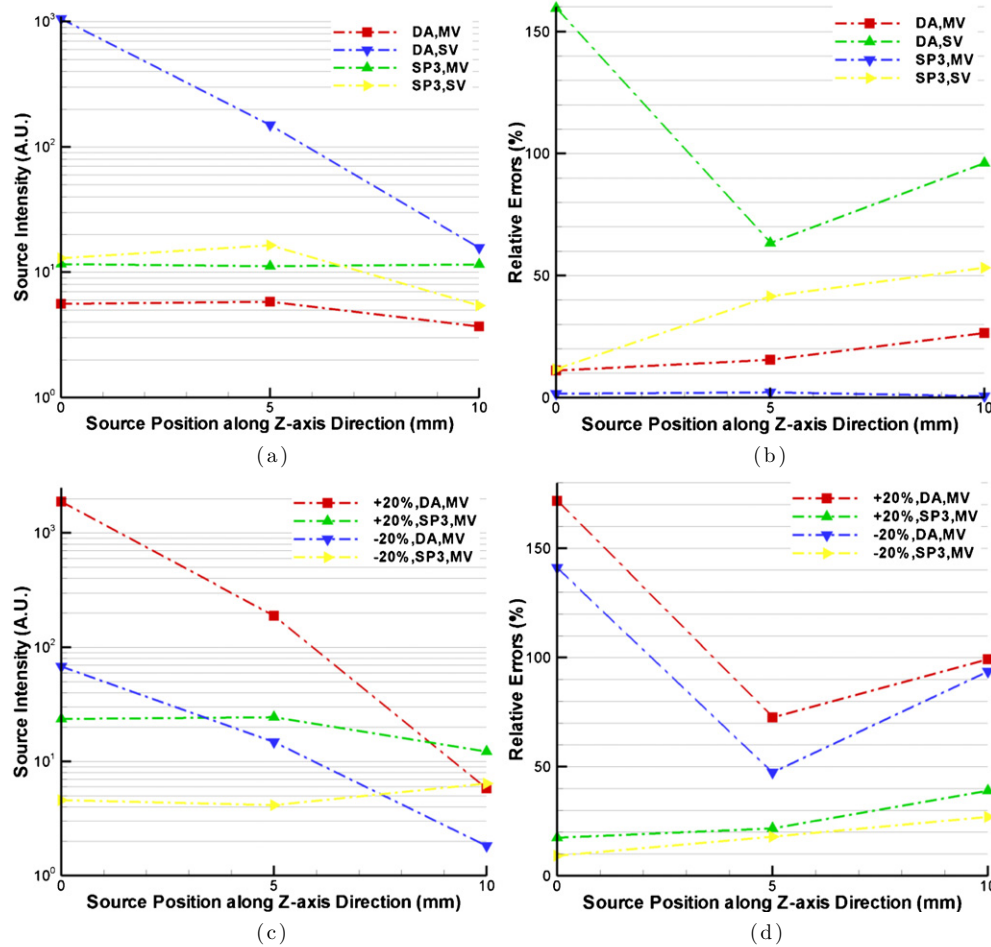 10³
10²
10¹
10⁰
Source Intensity (A.U.)
DA,MV
DA,SV
SP3,MV
SP3,SV
0
5
10
Source Position along Z-axis Direction (mm)
(a)
150
100
50
0
Relative Errors (%)
DA,MV
DA,SV
SP3,MV
SP3,SV
0
5
10
Source Position along Z-axis Direction (mm)
(b)
10³
10²
10¹
10⁰
Source Intensity (A.U.)
+20%,DA,MV
+20%,SP3,MV
-20%,DA,MV
-20%,SP3,MV
0
5
10
Source Position along Z-axis Direction (mm)
(c)
150
100
50
0
Relative Errors (%)
+20%,DA,MV
+20%,SP3,MV
-20%,DA,MV
-20%,SP3,MV
0
5
10
Source Position along Z-axis Direction (mm)
(d)